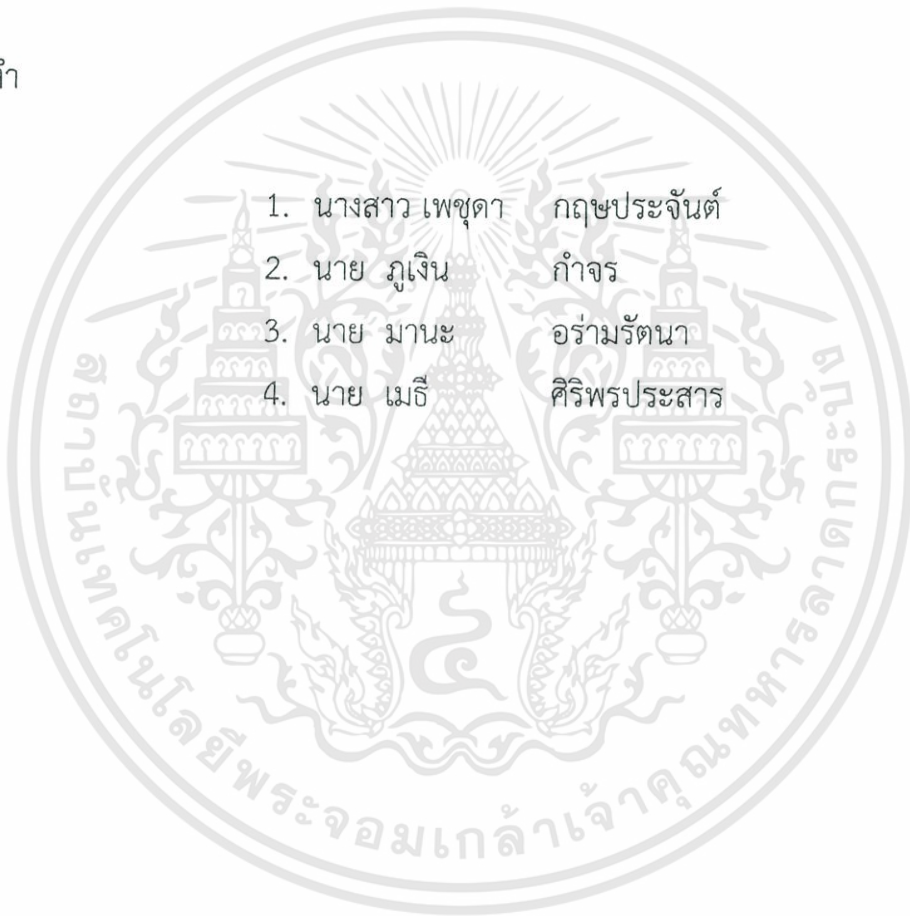 1. นางสาว เพชุดา กฤษประจันต์
2. นาย ภูเงิน กำจร
3. นาย มานะ อร่ามรัตนา
4. นาย เมธี ศิริพรประสาร
สถาบันเทคโนโลยีพระจอมเกล้าเจ้าคุณทหารลาดกระบัง